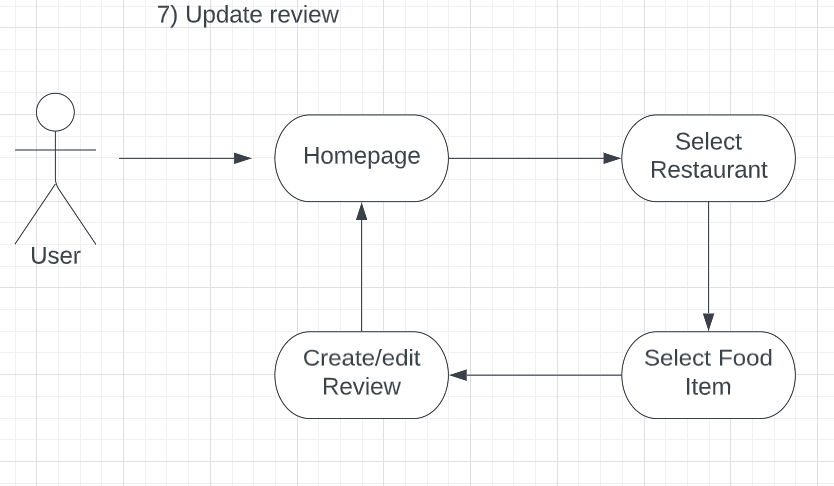 7) Update review
Homepage
Select
Restaurant
User
Create/edit
Review
Select Food
Item